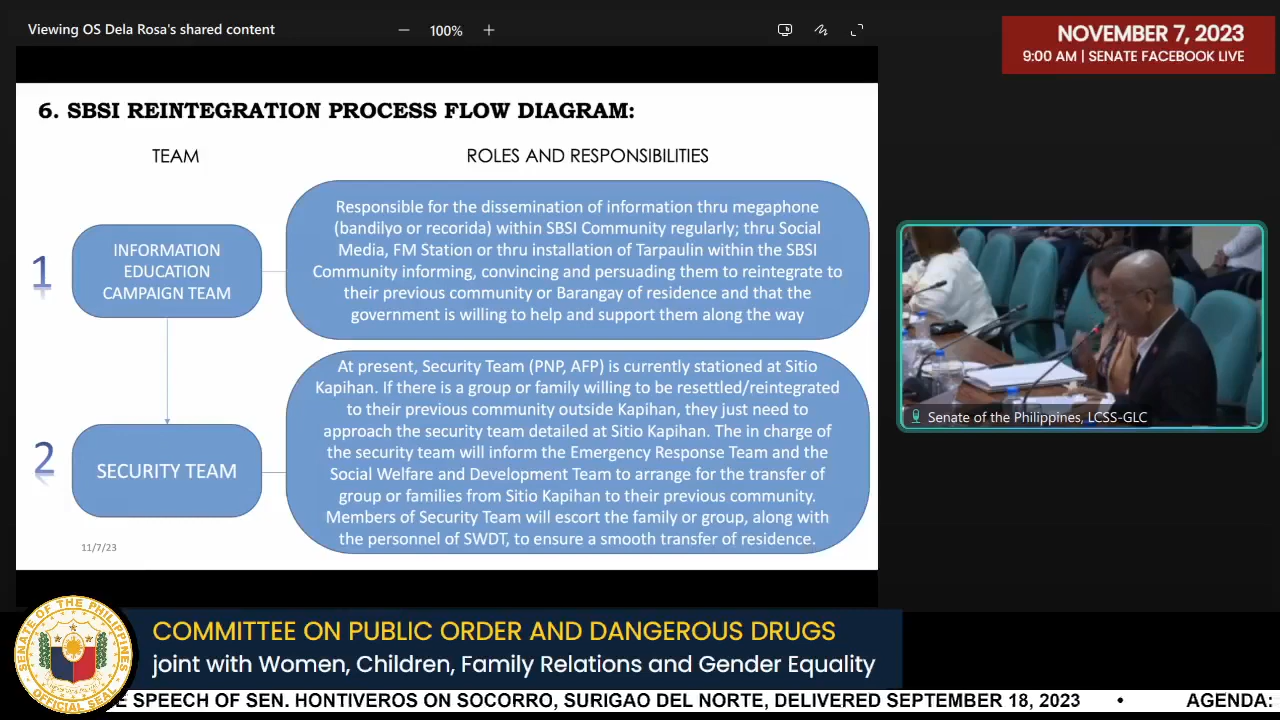 Viewing OS Dela Rosa's shared content
100%
NOVEMBER 7, 2023
9:00 AM | SENATE FACEBOOK LIVE
6. SBSI REINTEGRATION PROCESS FLOW DIAGRAM:
TEAM
ROLES AND RESPONSIBILITIES
1
INFORMATION
EDUCATION
CAMPAIGN TEAM
Responsible for the dissemination of information thru megaphone
(bandilyo or recorida) within SBSI Community regularly; thru Social
Media, FM Station or thru installation of Tarpaulin within the SBSI
Community informing, convincing and persuading them to reintegrate to
their previous community or Barangay of residence and that the
government is willing to help and support them along the way
2
SECURITY TEAM
At present, Security Team (PNP, AFP) is currently stationed at Sitio
Kapihan. If there is a group or family willing to be resettled/reintegrated
to their previous community outside Kapihan, they just need to
approach the security team detailed at Sitio Kapihan. The in charge of
the security team will inform the Emergency Response Team and the
Social Welfare and Development Team to arrange for the transfer of
group or families from Sitio Kapihan to their previous community.
Members of Security Team will escort the family or group, along with
the personnel of SWDT, to ensure a smooth transfer of residence.
11/7/23
Senate of the Philippines, LCSS-GLC
SENATE OF THE PHILIPPINES
OFFICIAL SEAL
COMMITTEE ON PUBLIC ORDER AND DANGEROUS DRUGS
joint with Women, Children, Family Relations and Gender Equality
E SPEECH OF SEN. HONTIVEROS ON SOCORRO, SURIGAO DEL NORTE, DELIVERED SEPTEMBER 18, 2023 • AGENDA: